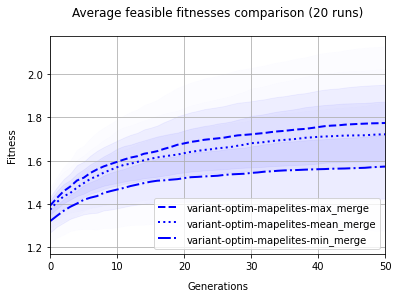 Average feasible fitnesses comparison (20 runs)
2.0
1.8
1.6
1.4
1.2
Fitness
variant-optim-mapelites-max_merge
variant-optim-mapelites-mean_merge
variant-optim-mapelites-min_merge
0 10 20 30 40 50
Generations